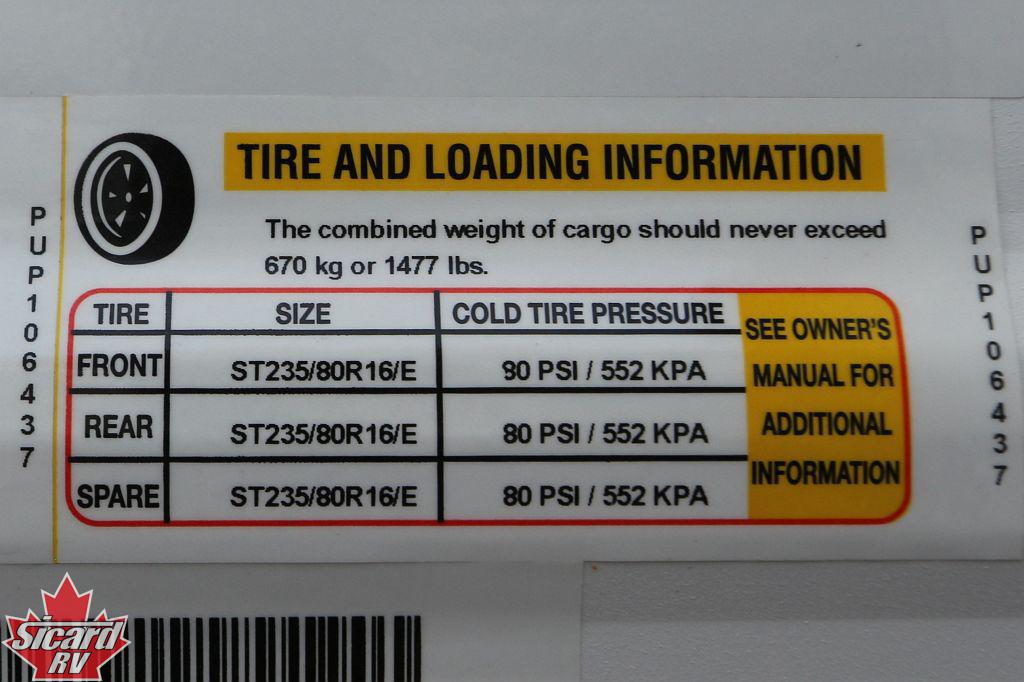 TIRE AND LOADING INFORMATION
The combined weight of cargo should never exceed
670 kg or 1477 lbs.
TIRE SIZE COLD TIRE PRESSURE
FRONT ST235/80R16/E 80 PSI / 552 KPA
REAR ST235/80R16/E 80 PSI / 552 KPA
SPARE ST235/80R16/E 80 PSI / 552 KPA
SEE OWNER'S
MANUAL FOR
ADDITIONAL
INFORMATION
PUP106437
PUP106437
Sicard
RV